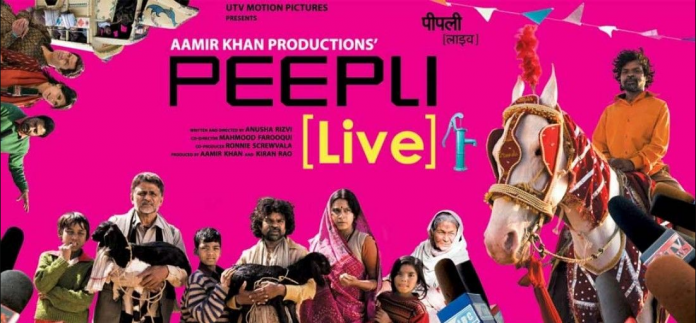 UTV MOTION PICTURES
PRESENTS
पीपली
[लाइव]
AAMIR KHAN PRODUCTIONS'
PEEPLI
[Live]
WRITTEN AND DIRECTED BY ANUSHA RIZVI
CO-DIRECTOR MAHMOOD FAROOQUI
CO-PRODUCER RONNIE SCREWVALA
PRODUCED BY AAMIR KHAN AND KIRAN RAO